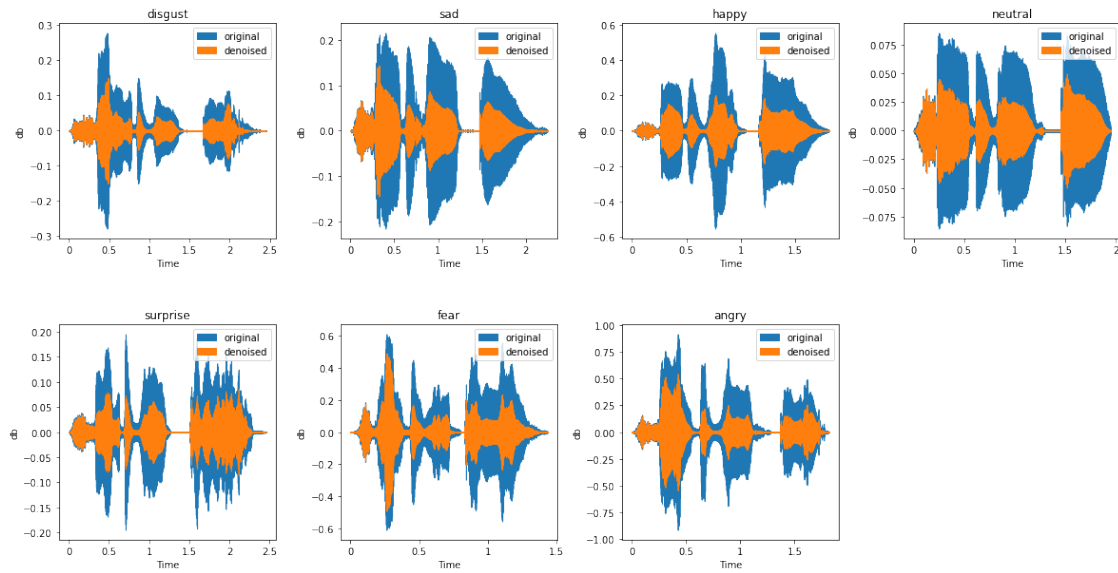 disgust
sad
happy
neutral
0.3
0.2
0.1
0.0
−0.1
−0.2
−0.3
db
0
0.5
1
1.5
2
2.5
Time
original
denoised
0.2
0.1
0.0
−0.1
−0.2
db
0
0.5
1
1.5
2
Time
original
denoised
0.6
0.4
0.2
0.0
−0.2
−0.4
−0.6
db
0
0.5
1
1.5
Time
original
denoised
0.075
0.050
0.025
0.000
−0.025
−0.050
−0.075
db
0
0.5
1
1.5
2
Time
original
denoised
surprise
fear
angry
0.20
0.15
0.10
0.05
0.00
−0.05
−0.10
−0.15
−0.20
db
0
0.5
1
1.5
2
2.5
Time
original
denoised
0.6
0.4
0.2
0.0
−0.2
−0.4
−0.6
db
0
0.5
1
1.5
Time
original
denoised
1.00
0.75
0.50
0.25
0.00
−0.25
−0.50
−0.75
−1.00
db
0
0.5
1
1.5
Time
original
denoised